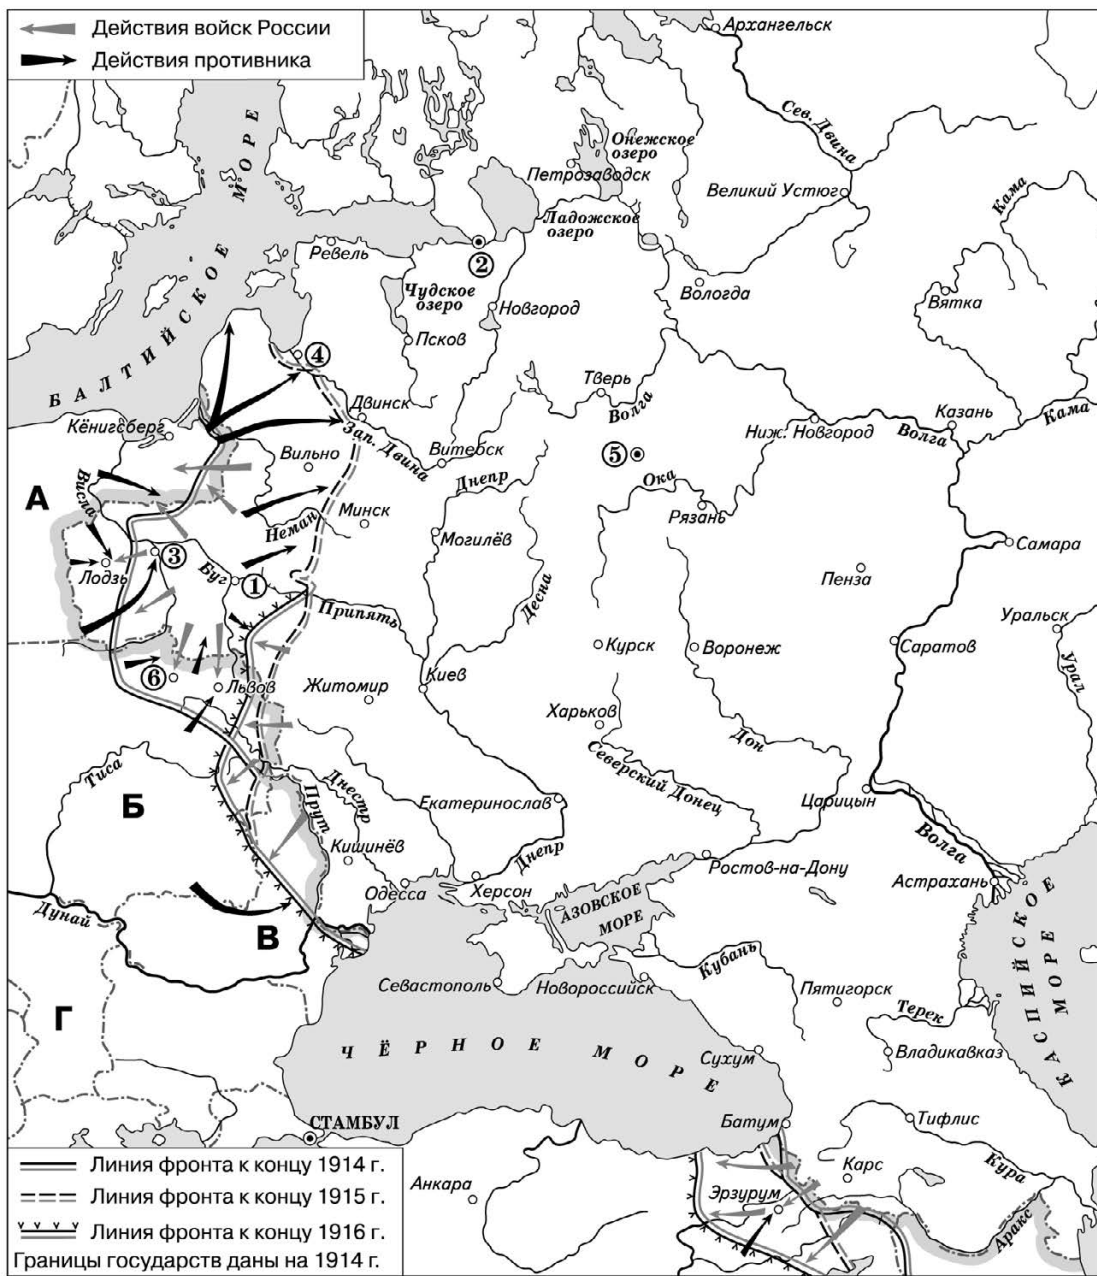 Действия войск России
Действия противника
Архангельск
Сев. Двина
Онежское
озеро
Петрозаводск
Великий Устюг
Кама
Ладожское
озеро
БАЛТИЙСКОЕ МОРЕ
Ревель
2
Чудское
озеро
Новгород
Вологда
Вятка
Псков
4
Тверь
Волга
Двинск
Зап. Двина
Кёнигсберг
Ниж. Новгород
Казань
Волга
Кама
Вильно
Витебск
5
Днепр
Ока
А
Висла
Рязань
Неман
Минск
Могилёв
Самара
3
Лодзь
Буг
1
Пенза
Десна
Припять
Уральск
Курск
Воронеж
Саратов
Урал
6
Львов
Житомир
Киев
Харьков
Дон
Тиса
Северский Донец
Б
Днестр
Прут
Екатеринослав
Царицын
Волга
Кишинёв
Днепр
Ростов-на-Дону
Одесса
Херсон
АЗОВСКОЕ
МОРЕ
Астрахань
Дунай
В
КАСПИЙСКОЕ
МОРЕ
Кубань
Севастополь
Новороссийск
Пятигорск
Г
Терек
ЧЁРНОЕ МОРЕ
Сухум
Владикавказ
СТАМБУЛ
Батум
Тифлис
Линия фронта к концу 1914 г.
Карс
Кура
Анкара
Эрзурум
Линия фронта к концу 1915 г.
Аракс
Линия фронта к концу 1916 г.
Границы государств даны на 1914 г.